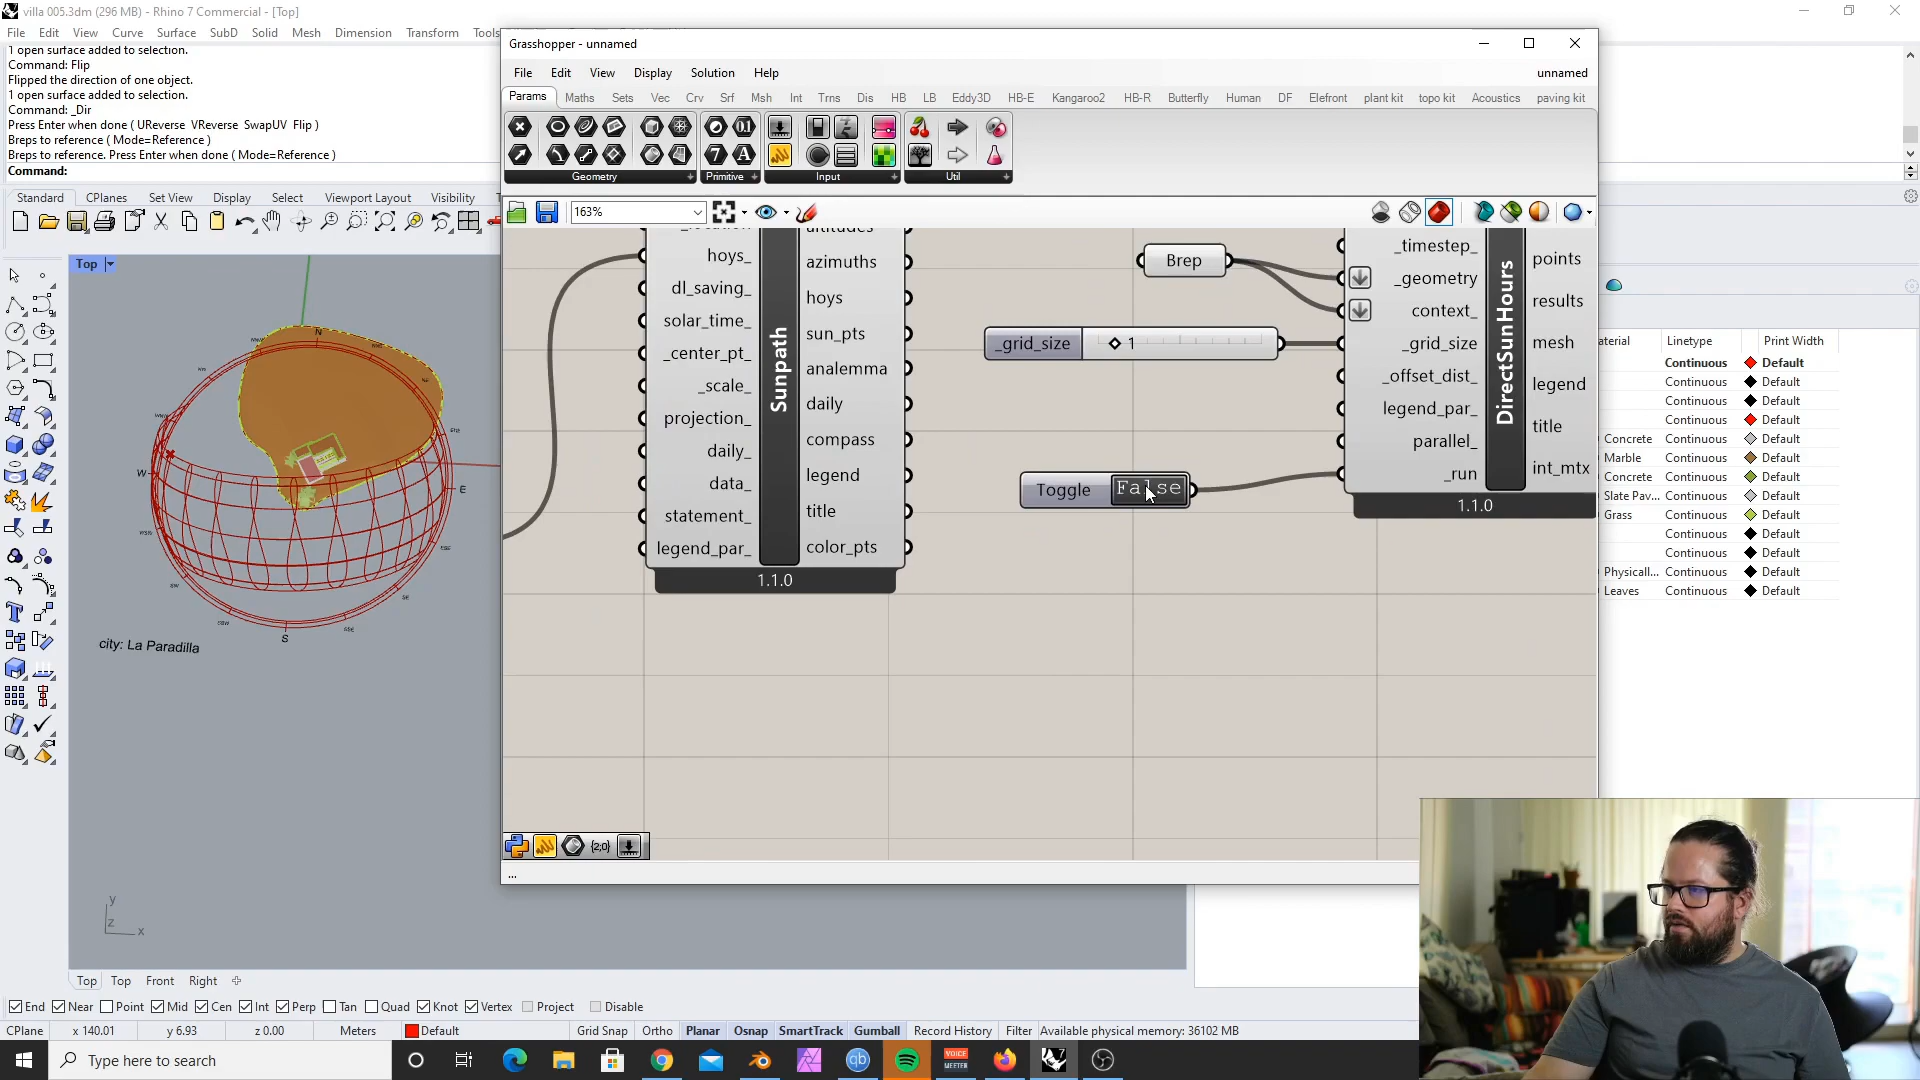 villa 005.3dm (296 MB) - Rhino 7 Commercial - [Top]
File Edit View Curve Surface SubD Solid Mesh Dimension Transform Tools
1 open surface added to selection.
Command: Flip
Flipped the direction of one object.
1 open surface added to selection.
Command: _Dir
Press Enter when done ( UReverse VReverse SwapUV Flip )
Breps to reference ( Mode=Reference )
Breps to reference. Press Enter when done ( Mode=Reference )
Command:
Standard CPlanes Set View Display Select Viewport Layout Visibility
Top
N
W
E
S
city: La Paradilla
y
z
x
Grasshopper - unnamed
File Edit View Display Solution Help unnamed
Params Maths Sets Vec Crv Srf Msh Int Trns Dis HB LB Eddy3D HB-E Kangaroo2 HB-R Butterfly Human DF Elefront plant kit topo kit Acoustics paving kit
Geometry Primitive Input Util
163%
hoys_
dl_saving_
solar_time_
_center_pt_
_scale_
projection_
daily_
data_
statement_
legend_par_
Sunpath
altitudes
azimuths
hoys
sun_pts
analemma
daily
compass
legend
title
color_pts
1.1.0
Brep
_grid_size 1
Toggle False
_timestep_
_geometry
context_
_grid_size
_offset_dist_
legend_par_
parallel_
_run
DirectSunHours
points
results
mesh
legend
title
int_mtx
1.1.0
{2;0}
...
aterial Linetype Print Width
Continuous Default
Continuous Default
Continuous Default
Continuous Default
Concrete Continuous Default
Marble Continuous Default
Concrete Continuous Default
Slate Pav... Continuous Default
Grass Continuous Default
Continuous Default
Continuous Default
Physicall... Continuous Default
Leaves Continuous Default
Top Top Front Right
End Near Point Mid Cen Int Perp Tan Quad Knot Vertex Project Disable
CPlane x 140.01 y 6.93 z 0.00 Meters Default Grid Snap Ortho Planar Osnap SmartTrack Gumball Record History Filter Available physical memory: 36102 MB
Type here to search
VOICE
MEETER